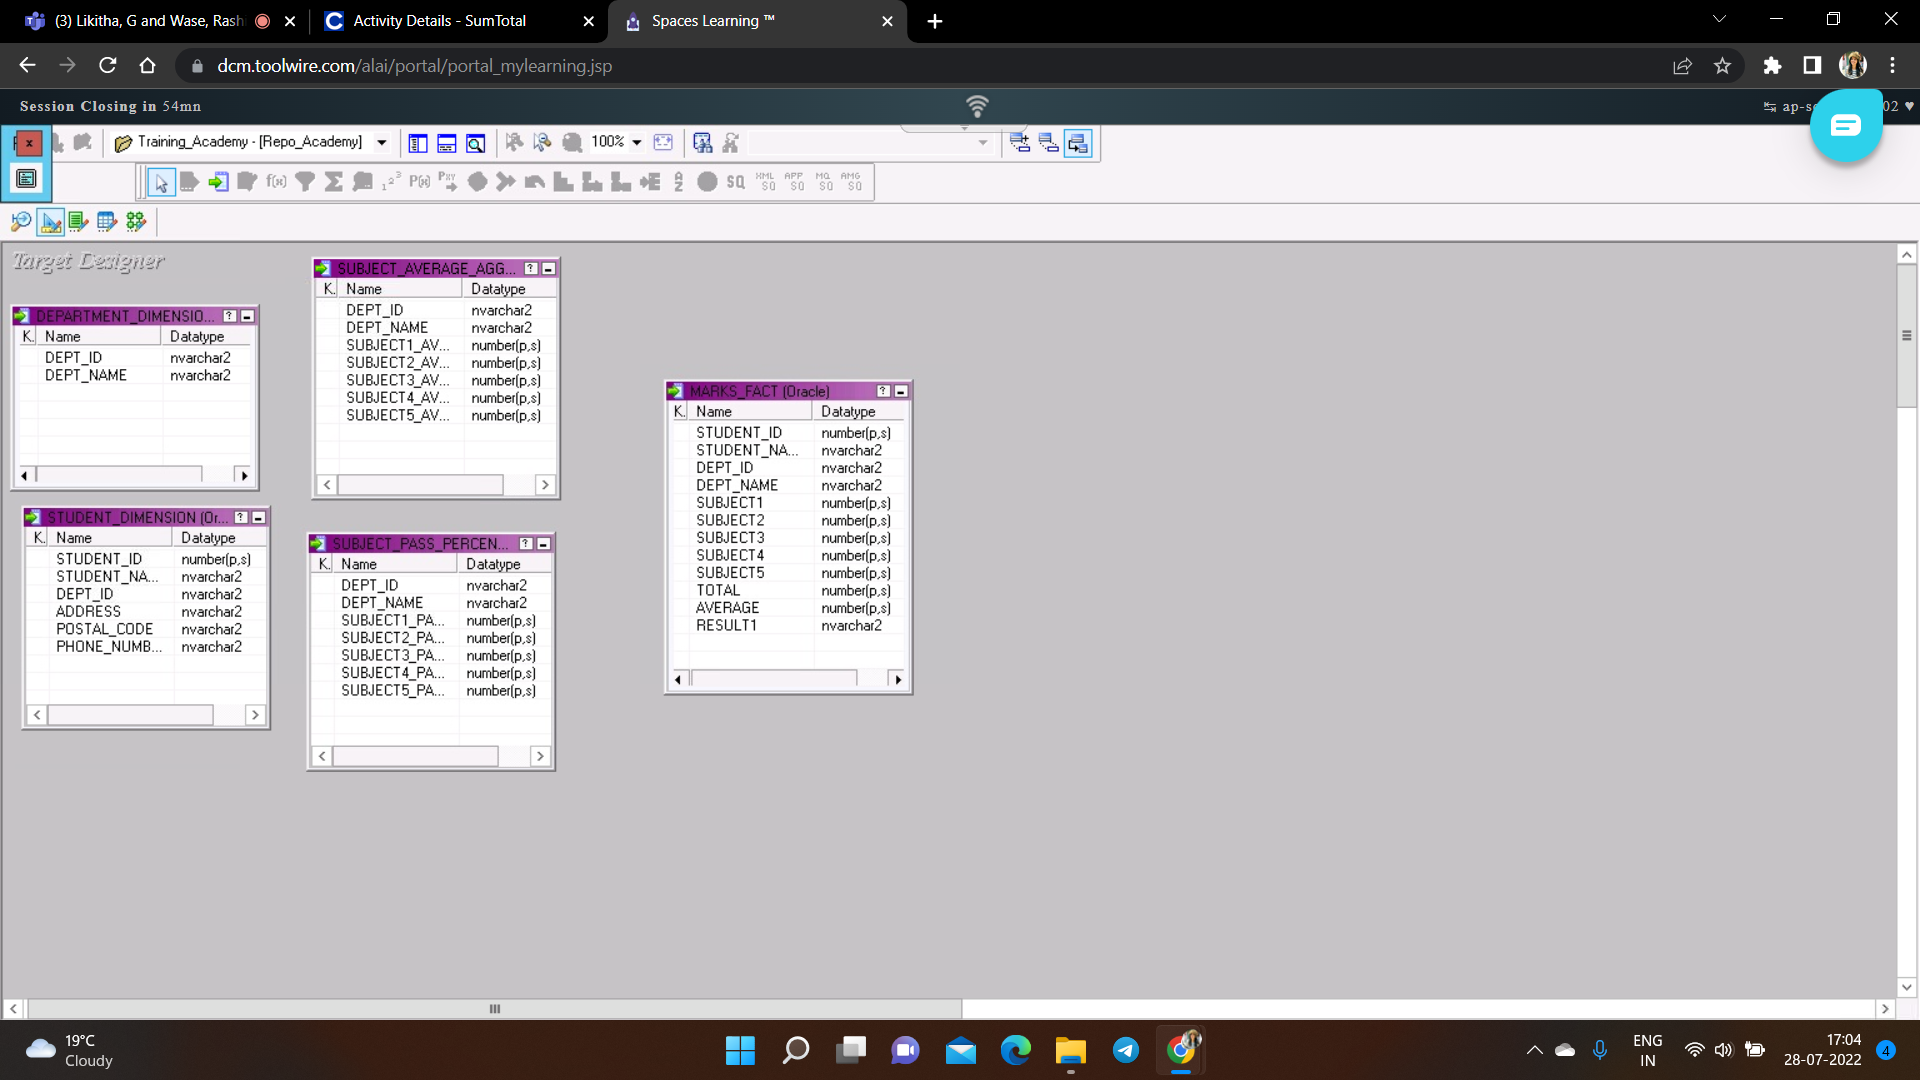 (3) Likitha, G and Wase, Rash
Activity Details - SumTotal
Spaces Learning ™
dcm.toolwire.com/alai/portal/portal_mylearning.jsp
Session Closing in 54mn
02 ♥
Training_Academy - [Repo_Academy]
100%
Target Designer
DEPARTMENT_DIMENSIO...
K. Name Datatype
DEPT_ID nvarchar2
DEPT_NAME nvarchar2
STUDENT_DIMENSION (Or...
K. Name Datatype
STUDENT_ID number(p,s)
STUDENT_NA... nvarchar2
DEPT_ID nvarchar2
ADDRESS nvarchar2
POSTAL_CODE nvarchar2
PHONE_NUMB... nvarchar2
SUBJECT_AVERAGE_AGG...
K. Name Datatype
DEPT_ID nvarchar2
DEPT_NAME nvarchar2
SUBJECT1_AV... number(p,s)
SUBJECT2_AV... number(p,s)
SUBJECT3_AV... number(p,s)
SUBJECT4_AV... number(p,s)
SUBJECT5_AV... number(p,s)
SUBJECT_PASS_PERCEN...
K. Name Datatype
DEPT_ID nvarchar2
DEPT_NAME nvarchar2
SUBJECT1_PA... number(p,s)
SUBJECT2_PA... number(p,s)
SUBJECT3_PA... number(p,s)
SUBJECT4_PA... number(p,s)
SUBJECT5_PA... number(p,s)
MARKS_FACT (Oracle)
K. Name Datatype
STUDENT_ID number(p,s)
STUDENT_NA... nvarchar2
DEPT_ID nvarchar2
DEPT_NAME nvarchar2
SUBJECT1 number(p,s)
SUBJECT2 number(p,s)
SUBJECT3 number(p,s)
SUBJECT4 number(p,s)
SUBJECT5 number(p,s)
TOTAL number(p,s)
AVERAGE number(p,s)
RESULT1 nvarchar2
19°C
Cloudy
ENG
IN
17:04
28-07-2022
4